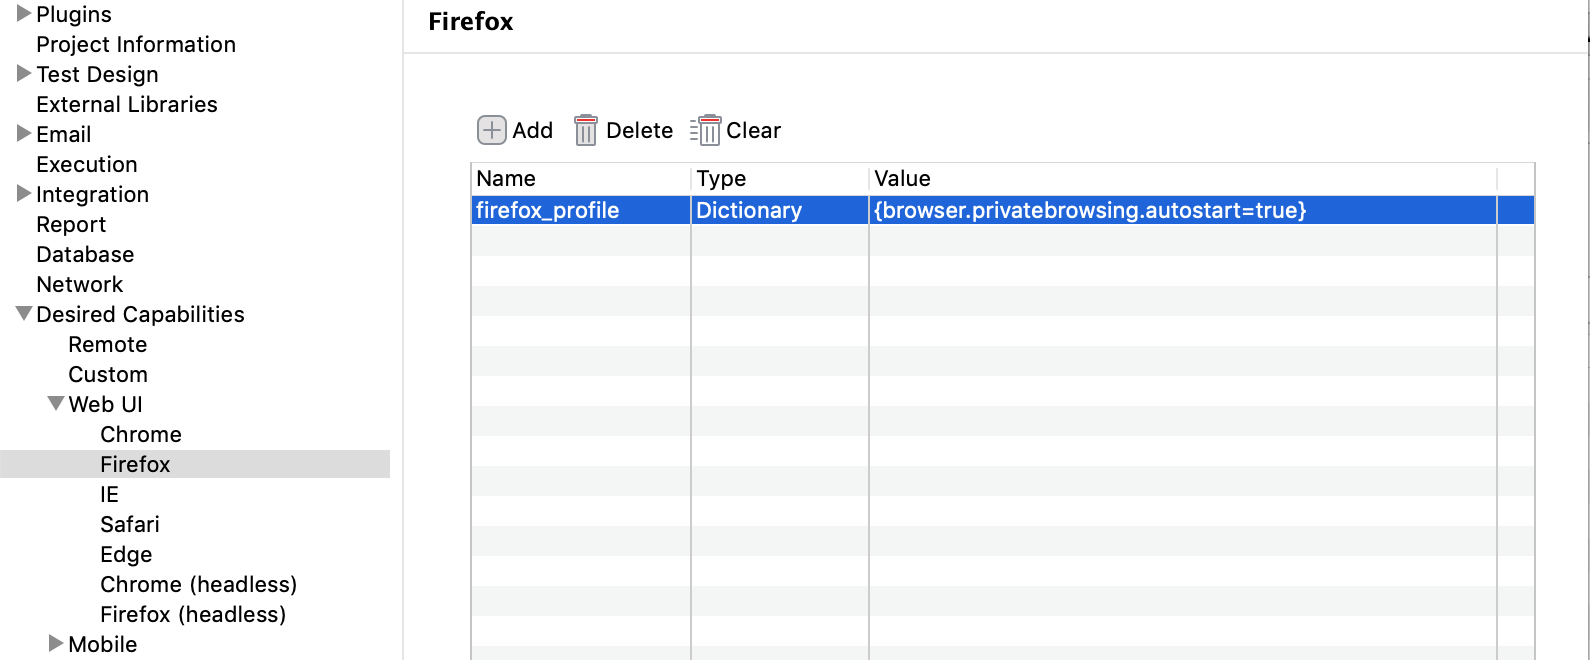 Plugins
Project Information
Test Design
External Libraries
Email
Execution
Integration
Report
Database
Network
Desired Capabilities
Remote
Custom
Web UI
Chrome
Firefox
IE
Safari
Edge
Chrome (headless)
Firefox (headless)
Mobile
Firefox
Add Delete Clear
Name Type Value
firefox_profile Dictionary {browser.privatebrowsing.autostart=true}